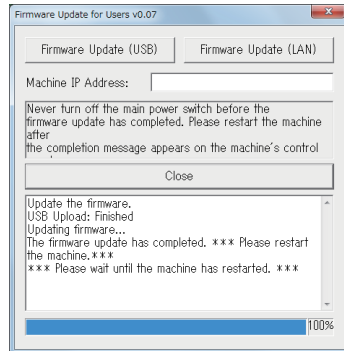 Firmware Update for Users v0.07
Firmware Update (USB)
Firmware Update (LAN)
Machine IP Address:
Never turn off the main power switch before the
firmware update has completed. Please restart the machine
after
the completion message appears on the machine's control
Close
Update the firmware.
USB Upload: Finished
Updating firmware...
The firmware update has completed. *** Please restart
the machine.***
*** Please wait until the machine has restarted. ***
100%